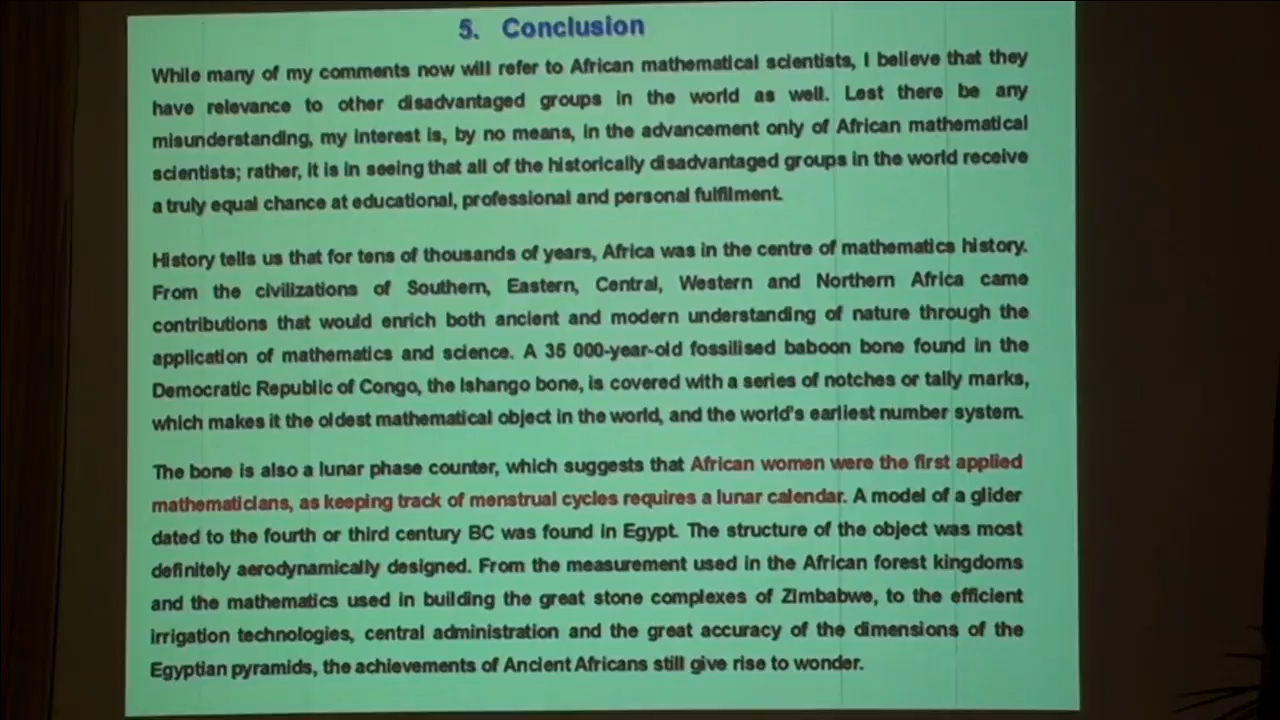 5. Conclusion
While many of my comments now will refer to African mathematical scientists, I believe that they
have relevance to other disadvantaged groups in the world as well. Lest there be any
misunderstanding, my interest is, by no means, in the advancement only of African mathematical
scientists; rather, it is in seeing that all of the historically disadvantaged groups in the world receive
a truly equal chance at educational, professional and personal fulfilment.
History tells us that for tens of thousands of years, Africa was in the centre of mathematics history.
From the civilizations of Southern, Eastern, Central, Western and Northern Africa came
contributions that would enrich both ancient and modern understanding of nature through the
application of mathematics and science. A 35 000-year-old fossilised baboon bone found in the
Democratic Republic of Congo, the Ishango bone, is covered with a series of notches or tally marks,
which makes it the oldest mathematical object in the world, and the world's earliest number system.
The bone is also a lunar phase counter, which suggests that African women were the first applied
mathematicians, as keeping track of menstrual cycles requires a lunar calendar. A model of a glider
dated to the fourth or third century BC was found in Egypt. The structure of the object was most
definitely aerodynamically designed. From the measurement used in the African forest kingdoms
and the mathematics used in building the great stone complexes of Zimbabwe, to the efficient
irrigation technologies, central administration and the great accuracy of the dimensions of the
Egyptian pyramids, the achievements of Ancient Africans still give rise to wonder.